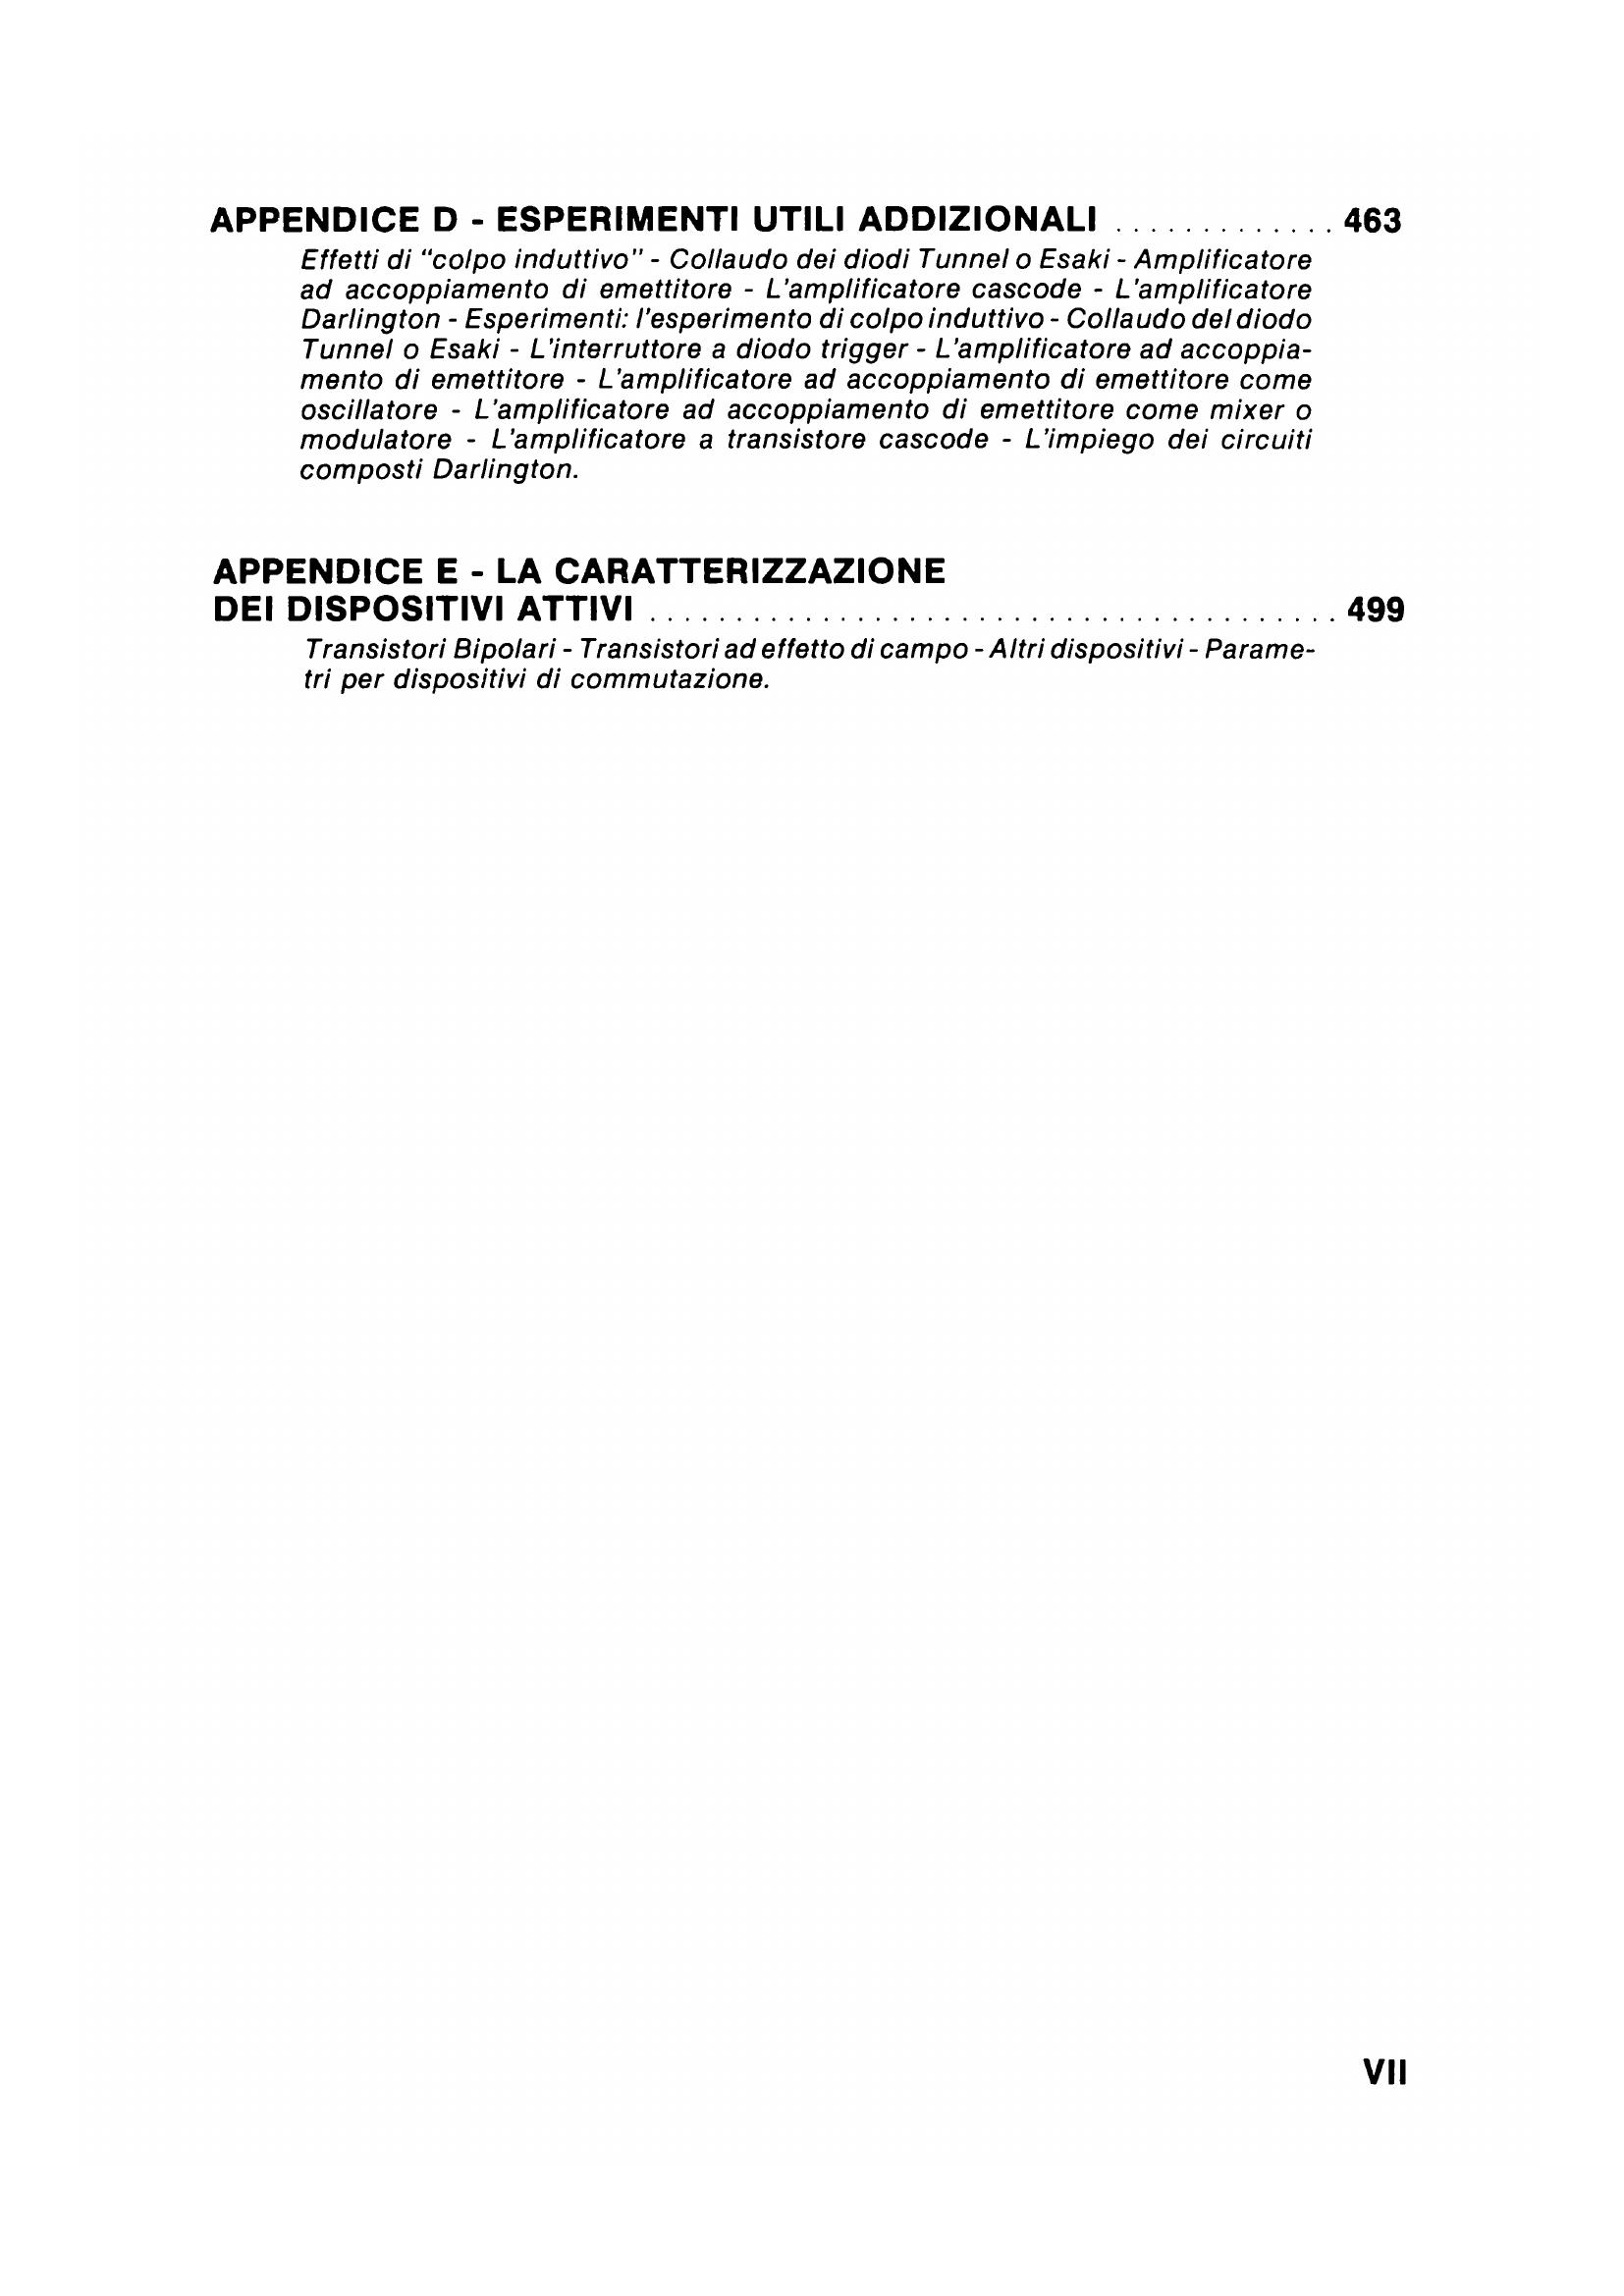 APPENDICE D - ESPERIMENTI UTILI ADDIZIONALI ............. 463
Effetti di “colpo induttivo” - Collaudo dei diodi Tunnel o Esaki - Amplificatore
ad accoppiamento di emettitore - L'amplificatore cascode - L'amplificatore
Darlington - Esperimenti: l'esperimento di colpo induttivo - Collaudo del diodo
Tunnel o Esaki - L'interruttore a diodo trigger - L'amplificatore ad accoppia-
mento di emettitore - L'amplificatore ad accoppiamento di emettitore come
oscillatore - L'amplificatore ad accoppiamento di emettitore come mixer o
modulatore - L'amplificatore a transistore cascode - L'impiego dei circuiti
composti Darlington.
APPENDICE E - LA CARATTERIZZAZIONE
DEI DISPOSITIVI ATTIVI ....................................... 499
Transistori Bipolari - Transistori ad effetto di campo - Altri dispositivi - Parame-
tri per dispositivi di commutazione.
VII